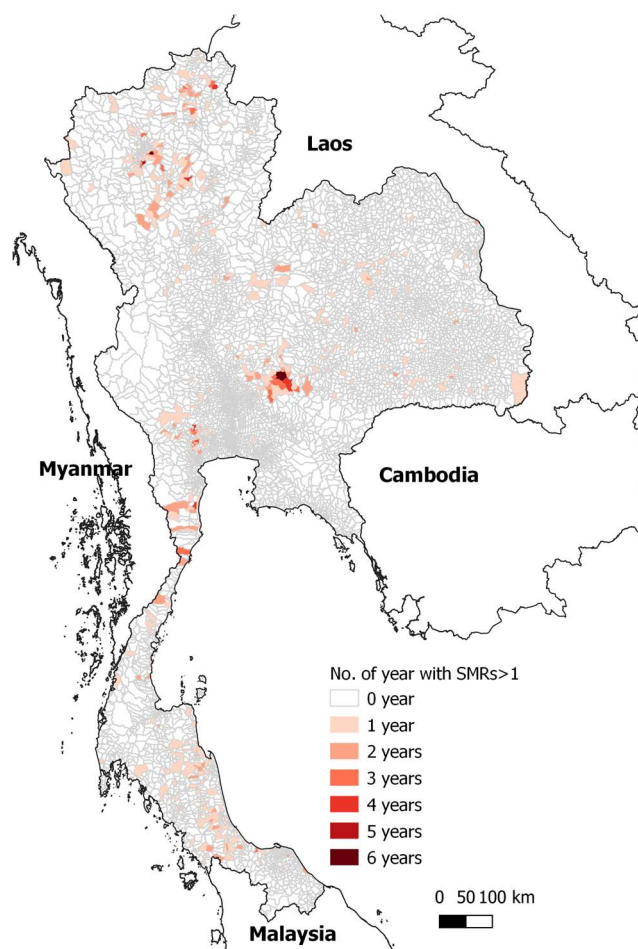 Laos
Myanmar
Cambodia
No. of year with SMRs>1
0 year
1 year
2 years
3 years
4 years
5 years
6 years
0 50 100 km
Malaysia